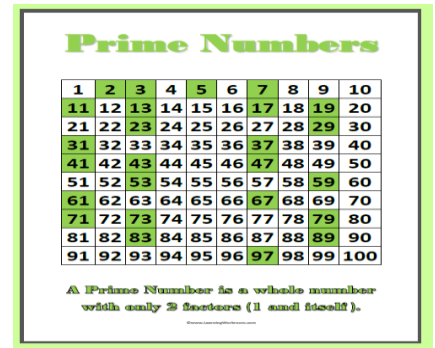 Prime Numbers
1 2 3 4 5 6 7 8 9 10
11 12 13 14 15 16 17 18 19 20
21 22 23 24 25 26 27 28 29 30
31 32 33 34 35 36 37 38 39 40
41 42 43 44 45 46 47 48 49 50
51 52 53 54 55 56 57 58 59 60
61 62 63 64 65 66 67 68 69 70
71 72 73 74 75 76 77 78 79 80
81 82 83 84 85 86 87 88 89 90
91 92 93 94 95 96 97 98 99 100
A Prime Number is a whole number
with only 2 factors (1 and itself).